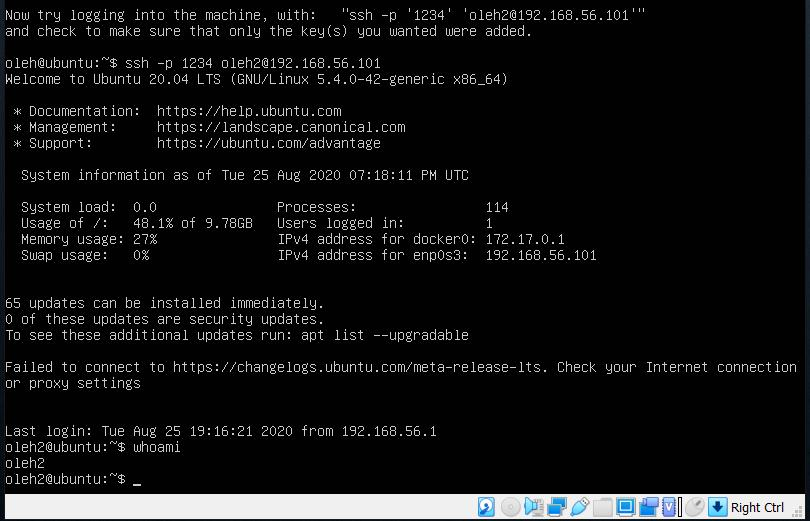 Now try logging into the machine, with:   "ssh -p '1234' 'oleh2@192.168.56.101'"
and check to make sure that only the key(s) you wanted were added.
oleh@ubuntu:~$ ssh -p 1234 oleh2@192.168.56.101
Welcome to Ubuntu 20.04 LTS (GNU/Linux 5.4.0-42-generic x86_64)
* Documentation:  https://help.ubuntu.com
* Management:     https://landscape.canonical.com
* Support:        https://ubuntu.com/advantage
System information as of Tue 25 Aug 2020 07:18:11 PM UTC
System load:  0.0               Processes:                114
Usage of /:   48.1% of 9.78GB   Users logged in:          1
Memory usage: 27%               IPv4 address for docker0: 172.17.0.1
Swap usage:   0%                IPv4 address for enp0s3:  192.168.56.101
65 updates can be installed immediately.
0 of these updates are security updates.
To see these additional updates run: apt list --upgradable
Failed to connect to https://changelogs.ubuntu.com/meta-release-lts. Check your Internet connection
or proxy settings
Last login: Tue Aug 25 19:16:21 2020 from 192.168.56.1
oleh2@ubuntu:~$ whoami
oleh2
oleh2@ubuntu:~$ _
Right Ctrl